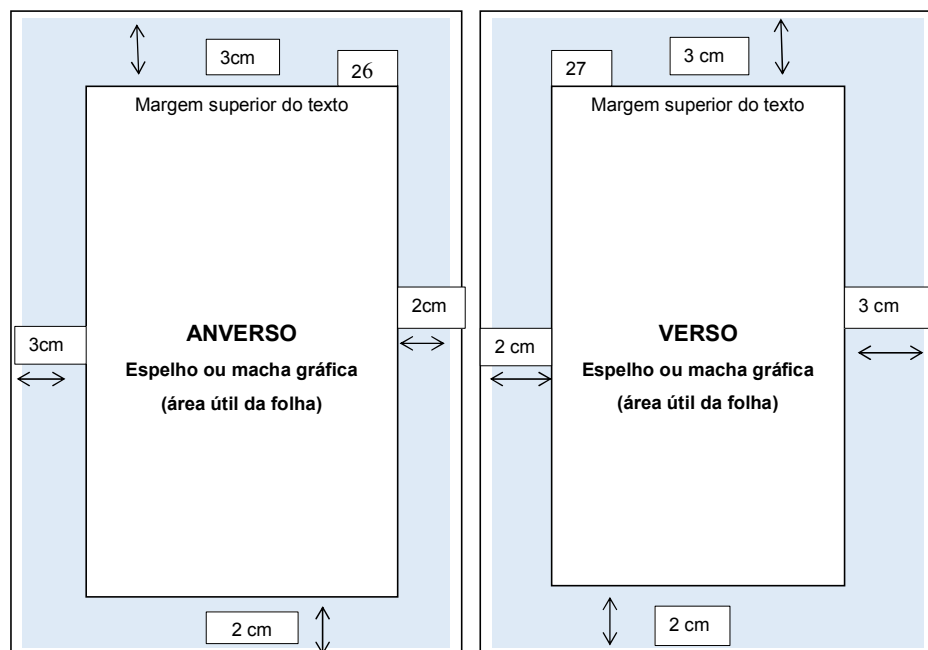 3cm
26
Margem superior do texto
2cm
3cm
ANVERSO
Espelho ou macha gráfica
(área útil da folha)
2 cm
3 cm
27
Margem superior do texto
3 cm
2 cm
VERSO
Espelho ou macha gráfica
(área útil da folha)
2 cm